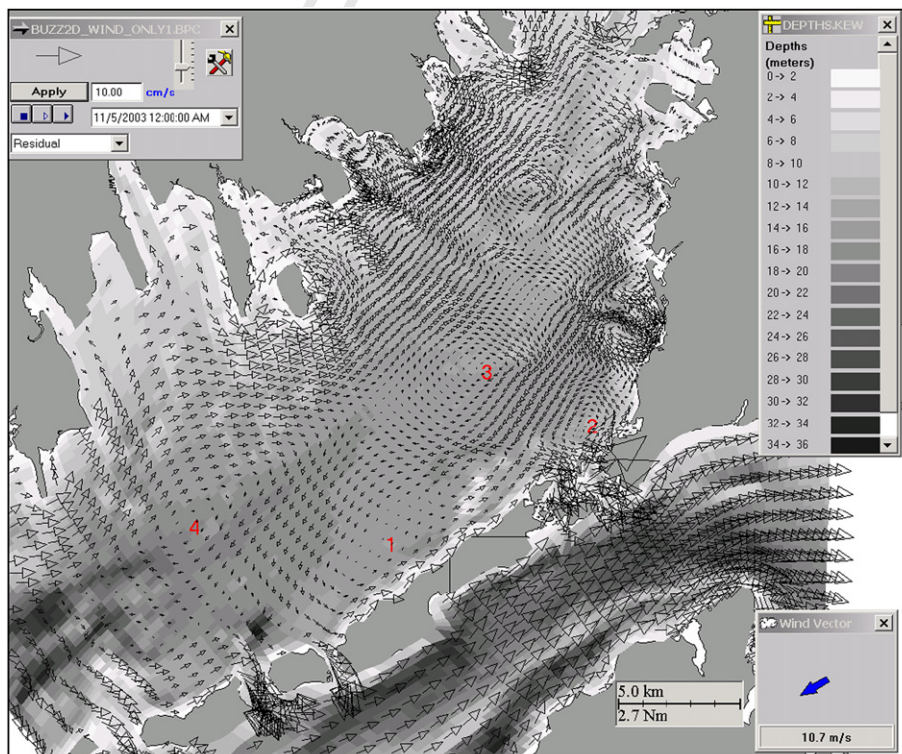 BUZZ2D_WIND_ONLY1.BPC
Apply 10.00 cm/s
11/5/2003 12:00:00 AM
Residual
DEPTHS.KEW
Depths
(meters)
0-> 2
2-> 4
4-> 6
6-> 8
8-> 10
10-> 12
12-> 14
14-> 16
16-> 18
18-> 20
20-> 22
22-> 24
24-> 26
26-> 28
28-> 30
30-> 32
32-> 34
34-> 36
3
2
4
1
5.0 km
2.7 Nm
Wind Vector
10.7 m/s